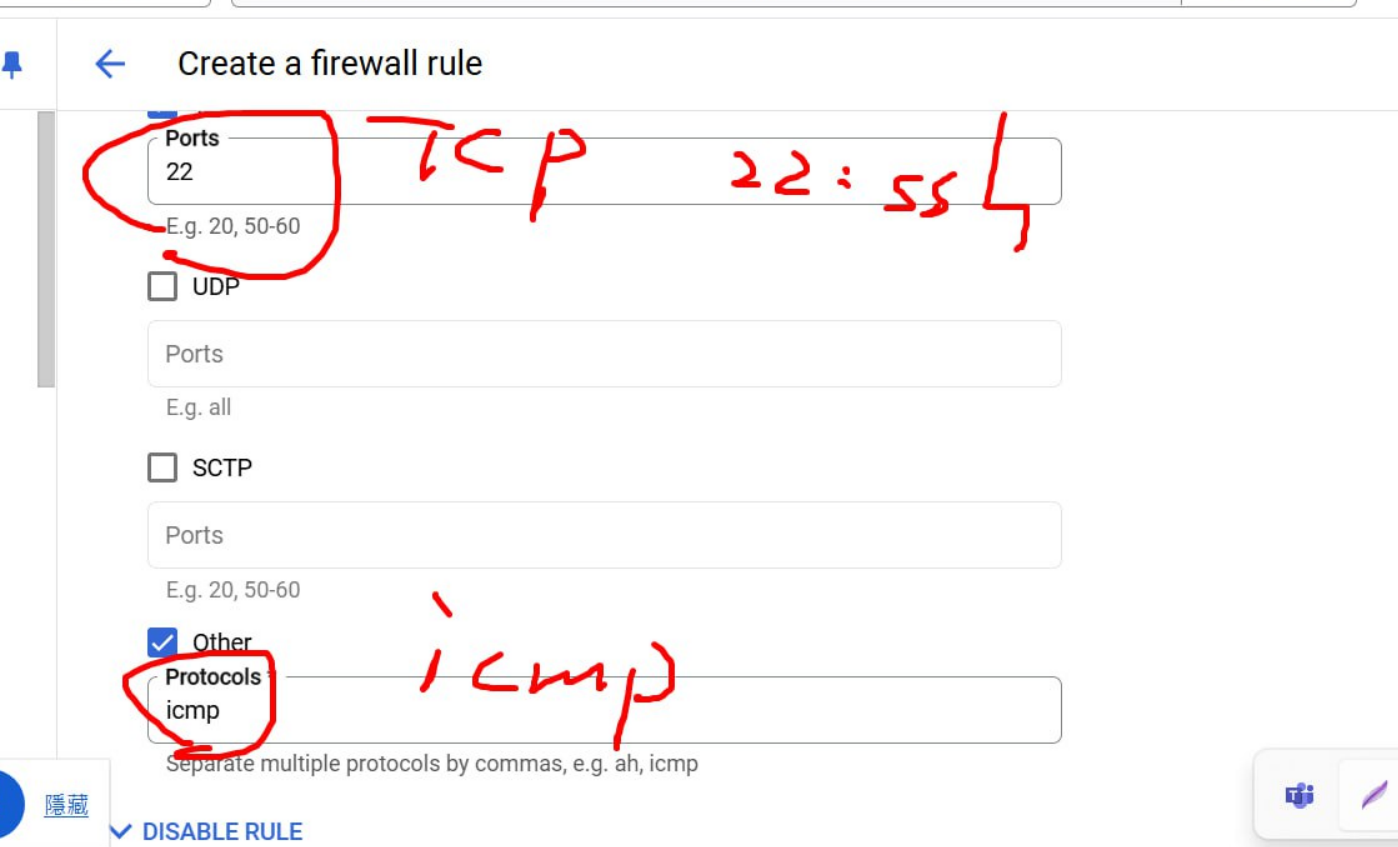 Create a firewall rule
Ports
22
TCP
22: SSH
E.g. 20, 50-60
UDP
Ports
E.g. all
SCTP
Ports
E.g. 20, 50-60
Other
Protocols
icmp
icmp
Separate multiple protocols by commas, e.g. ah, icmp
隱藏
DISABLE RULE